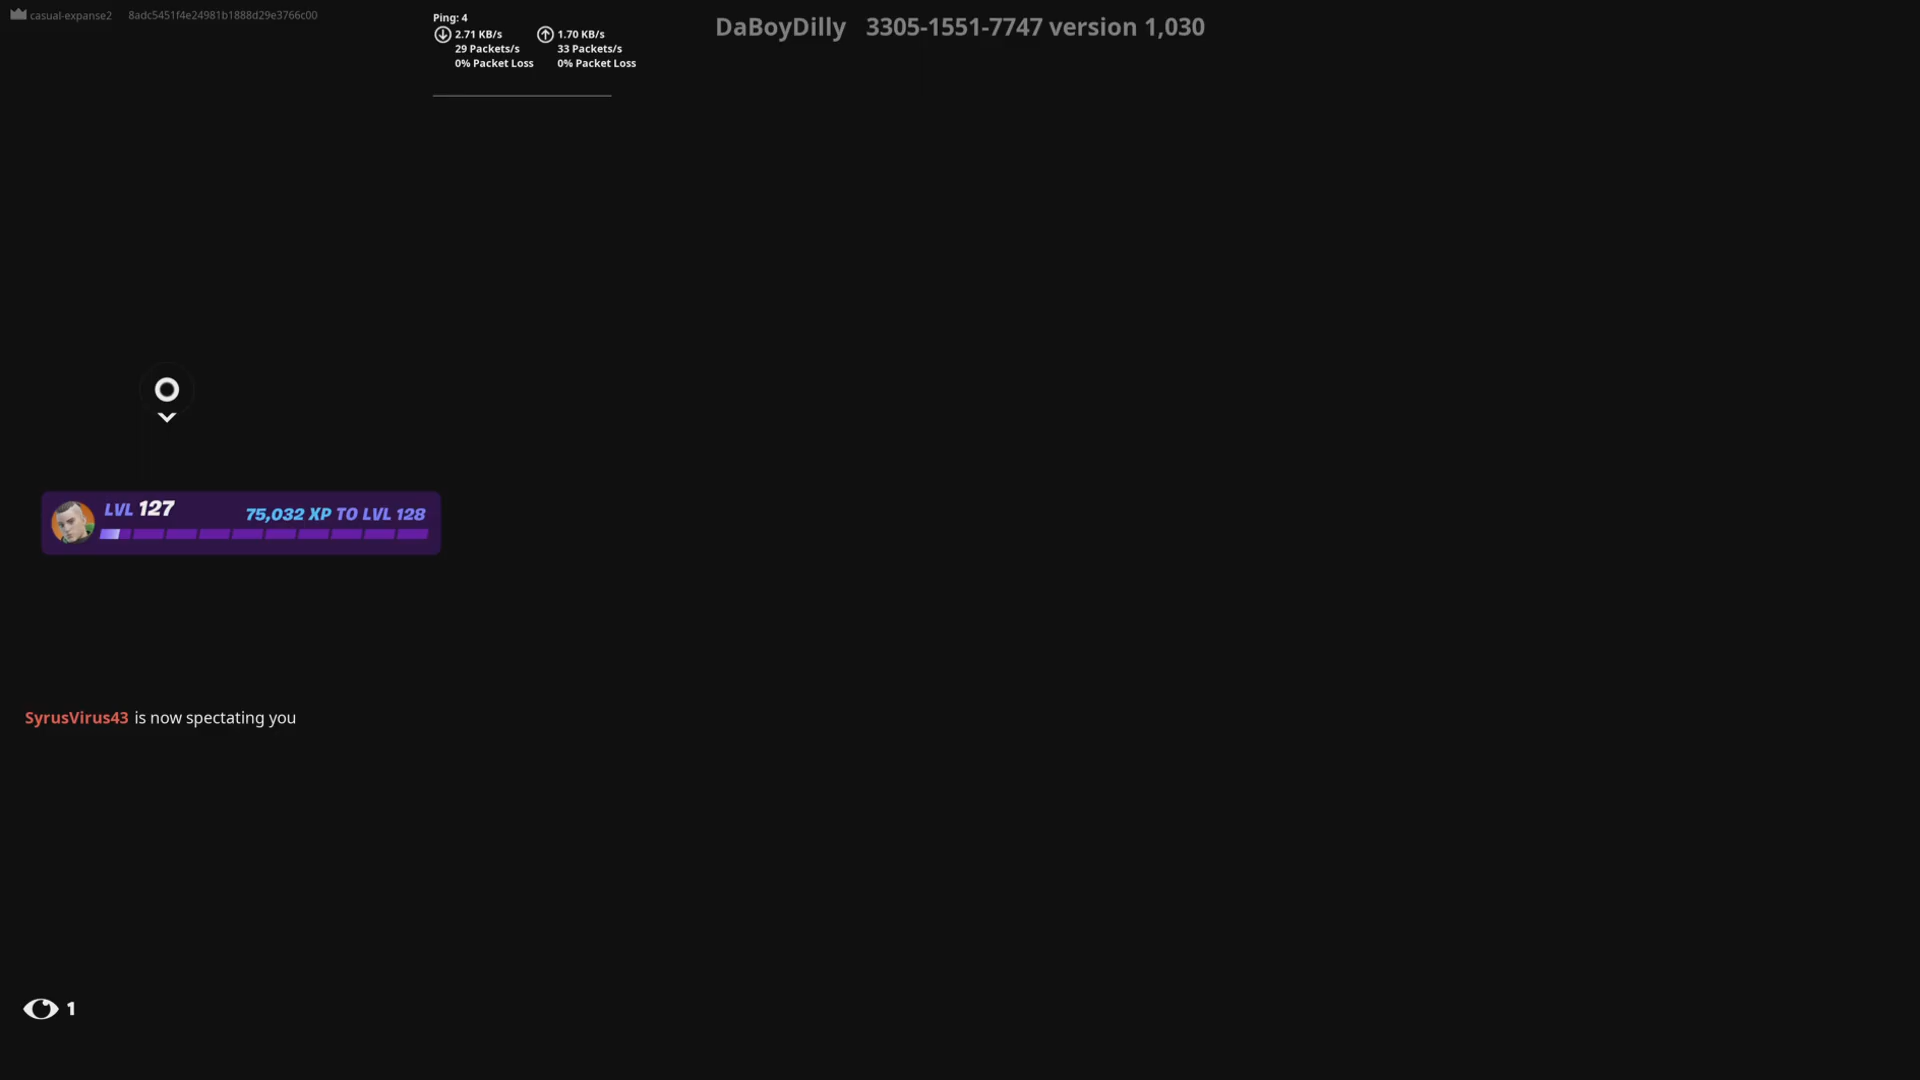 casual-expanse2 8adc5451f4e24981b1888d29e3766c00
Ping: 4
2.71 KB/s 1.70 KB/s
29 Packets/s 33 Packets/s
0% Packet Loss 0% Packet Loss
DaBoyDilly 3305-1551-7747 version 1,030
LVL 127 75,032 XP TO LVL 128
SyrusVirus43 is now spectating you
1